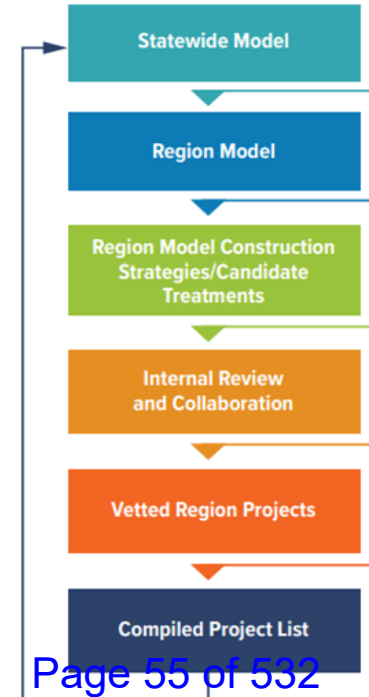 Statewide Model
Region Model
Region Model Construction
Strategies/Candidate
Treatments
Internal Review
and Collaboration
Vetted Region Projects
Compiled Project List
Page 55 of 532